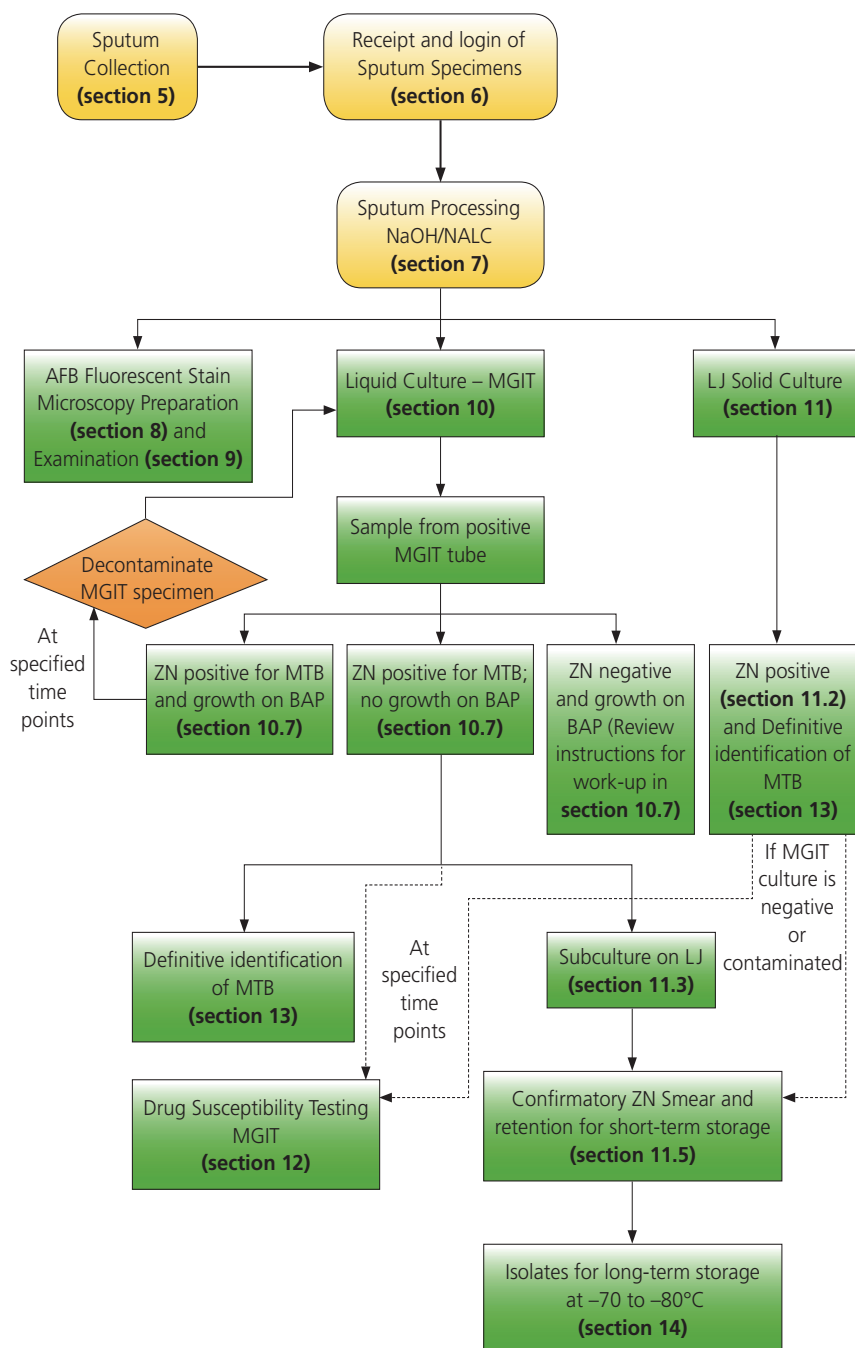 Sputum
Collection
(section 5)
Receipt and login of
Sputum Specimens
(section 6)
Sputum Processing
NaOH/NALC
(section 7)
AFB Fluorescent Stain
Microscopy Preparation
(section 8) and
Examination (section 9)
Liquid Culture – MGIT
(section 10)
LJ Solid Culture
(section 11)
Sample from positive
MGIT tube
Decontaminate
MGIT specimen
At
specified
time
points
ZN positive for MTB
and growth on BAP
(section 10.7)
ZN positive for MTB;
no growth on BAP
(section 10.7)
ZN negative
and growth on
BAP (Review
instructions for
work-up in
section 10.7)
ZN positive
(section 11.2)
and Definitive
identification of
MTB
(section 13)
If MGIT
culture is
negative
or
contaminated
Definitive identification
of MTB
(section 13)
At
specified
time
points
Subculture on LJ
(section 11.3)
Drug Susceptibility Testing
MGIT
(section 12)
Confirmatory ZN Smear and
retention for short-term storage
(section 11.5)
Isolates for long-term storage
at –70 to –80°C
(section 14)